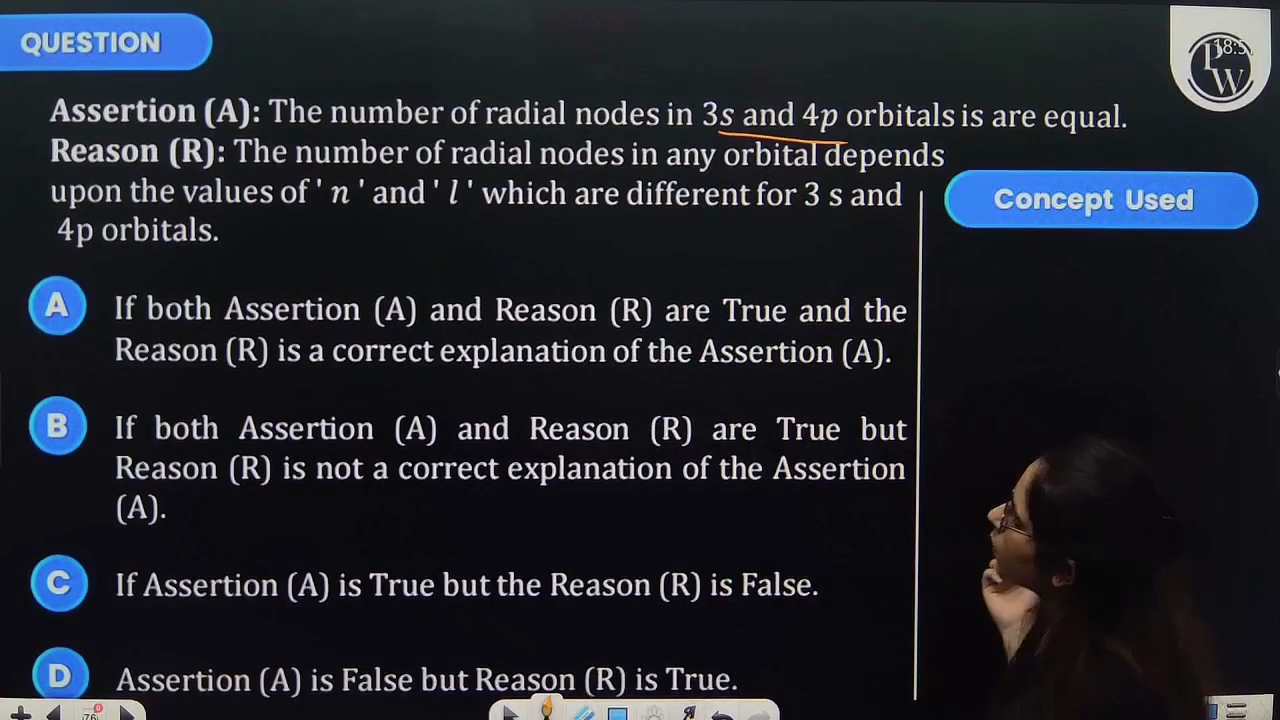 QUESTION
18:5
PW
Assertion (A): The number of radial nodes in 3s and 4p orbitals is are equal.
Reason (R): The number of radial nodes in any orbital depends
upon the values of ' n ' and ' l ' which are different for 3 s and
4p orbitals.
Concept Used
A If both Assertion (A) and Reason (R) are True and the
Reason (R) is a correct explanation of the Assertion (A).
B If both Assertion (A) and Reason (R) are True but
Reason (R) is not a correct explanation of the Assertion
(A).
C If Assertion (A) is True but the Reason (R) is False.
D Assertion (A) is False but Reason (R) is True.
76